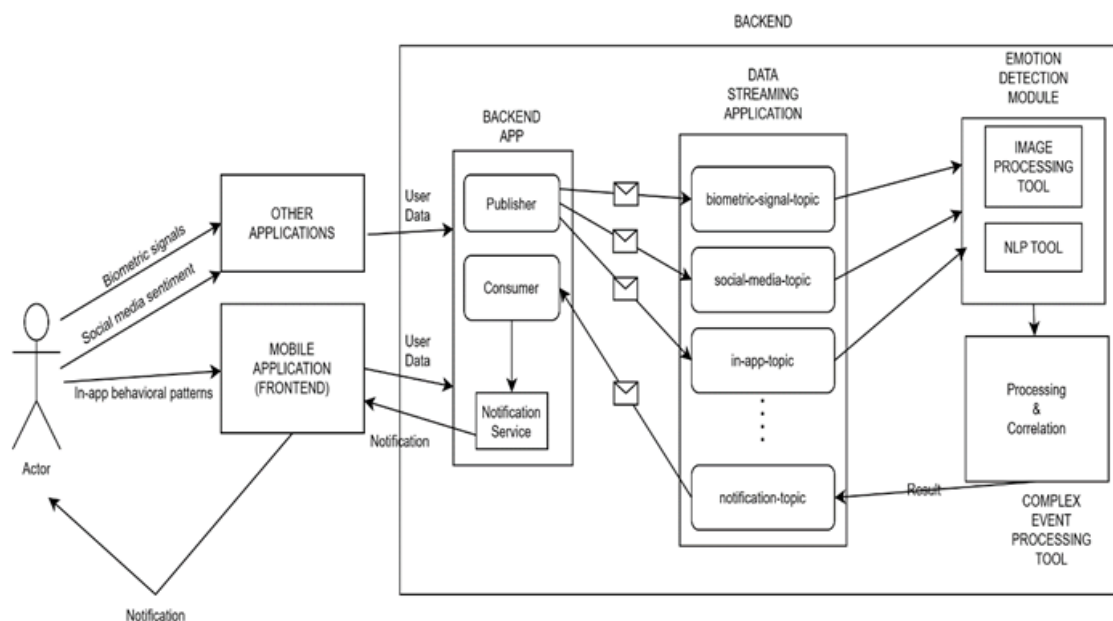 BACKEND
EMOTION
DETECTION
MODULE
DATA
STREAMING
APPLICATION
BACKEND
APP
IMAGE
PROCESSING
TOOL
User
Data
Publisher
biometric-signal-topic
OTHER
APPLICATIONS
Biometric signals
NLP TOOL
Social media sentiment
Consumer
social-media-topic
MOBILE
APPLICATION
(FRONTEND)
User
Data
in-app-topic
In-app behavioral patterns
Processing
&
Correlation
Notification
Service
Notification
Actor
notification-topic
Result
COMPLEX
EVENT
PROCESSING
TOOL
Notification